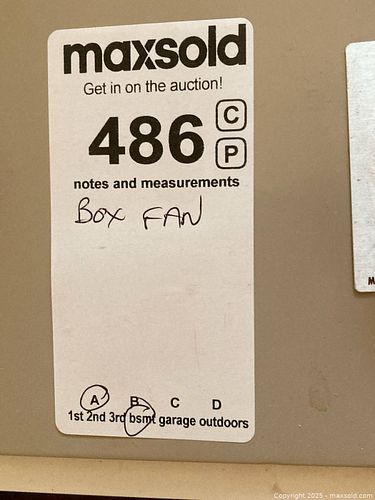 maxsold
Get in on the auction!
486 C
P
notes and measurements
BOX FAN
A B C D
1st 2nd 3rd bsmt garage outdoors
M
Copyright 2025 - maxsold.com